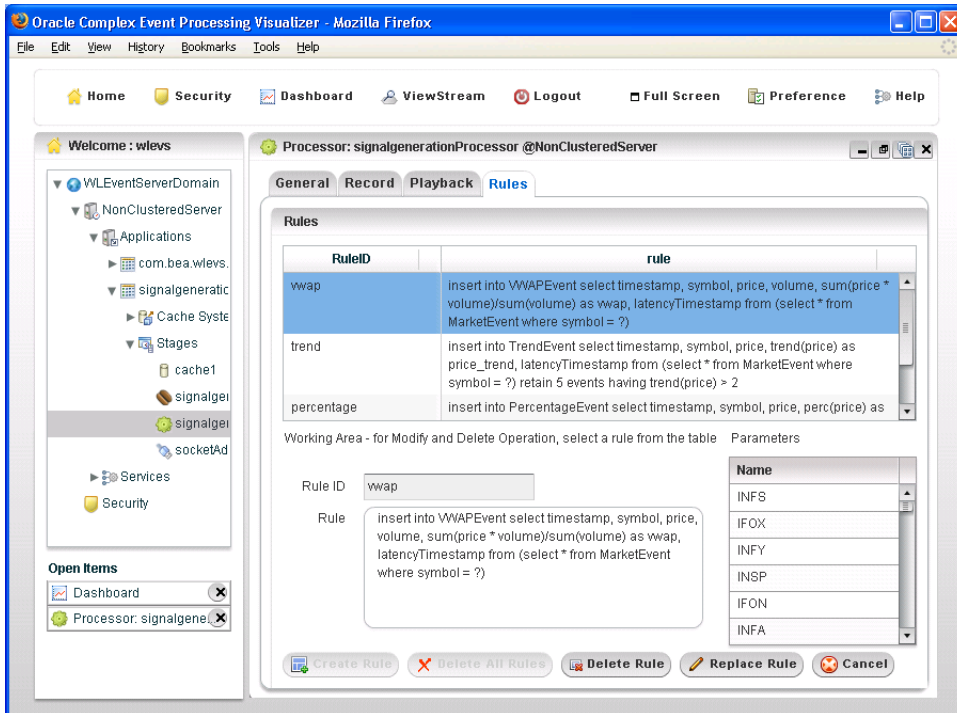 Oracle Complex Event Processing Visualizer - Mozilla Firefox
File Edit View History Bookmarks Tools Help
Home Security Dashboard ViewStream Logout Full Screen Preference Help
Welcome : wlevs
WLEventServerDomain
NonClusteredServer
Applications
com.bea.wlevs.
signalgeneratic
Cache Syste
Stages
cache1
signalger
signalger
socketAd
Services
Security
Open Items
Dashboard
Processor: signalgene.
Processor: signalgenerationProcessor @NonClusteredServer
General Record Playback Rules
Rules
RuleID rule
vwap
insert into VWAPEvent select timestamp, symbol, price, volume, sum(price *
volume)/sum(volume) as vwap, latencyTimestamp from (select * from
MarketEvent where symbol = ?)
trend
insert into TrendEvent select timestamp, symbol, price, trend(price) as
price_trend, latencyTimestamp from (select * from MarketEvent where
symbol = ?) retain 5 events having trend(price) > 2
percentage
insert into PercentageEvent select timestamp, symbol, price, perc(price) as
Working Area - for Modify and Delete Operation, select a rule from the table
Rule ID vwap
Rule
insert into VWAPEvent select timestamp, symbol, price,
volume, sum(price * volume)/sum(volume) as vwap,
latencyTimestamp from (select * from MarketEvent
where symbol = ?)
Parameters
Name
INFS
IFOX
INFY
INSP
IFON
INFA
Create Rule Delete All Rules Delete Rule Replace Rule Cancel